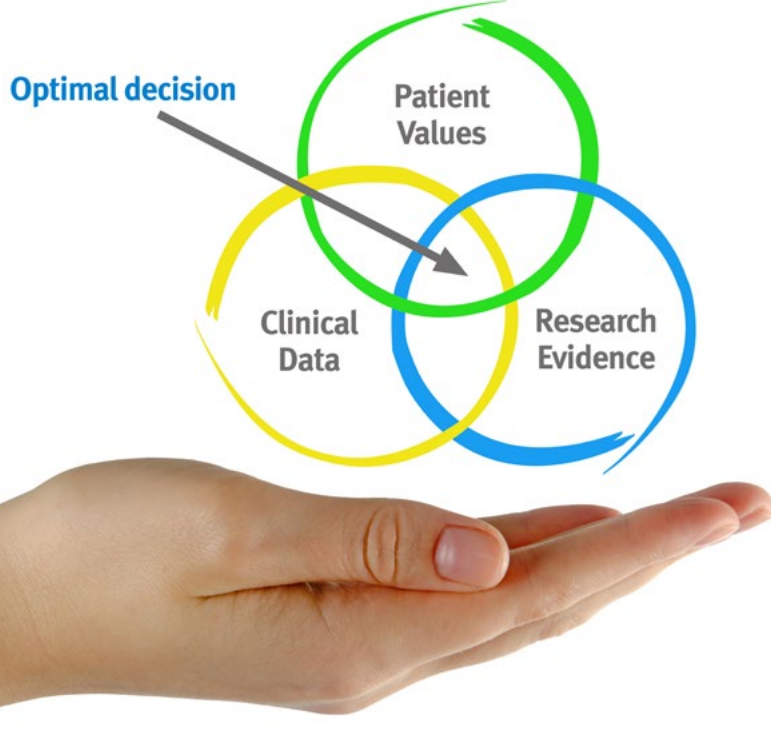 Optimal decision
Patient
Values
Clinical
Data
Research
Evidence